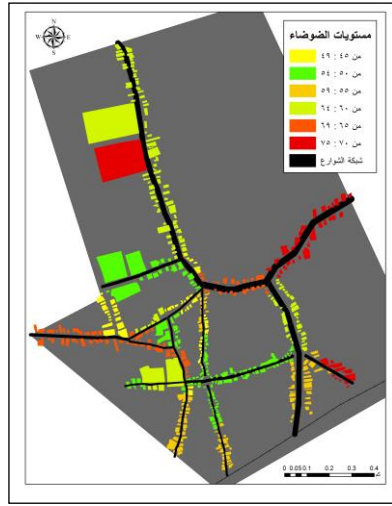 N
W E
S
مستويات الضوضاء
من ٤٥ : ٤٩
من ٥٠ : ٥٤
من ٥٥ : ٥٩
من ٦٠ : ٦٤
من ٦٥ : ٦٩
من ٧٠ : ٧٥
شبكة الشوارع
0 0.05 0.1 0.2 0.3 0.4
كم